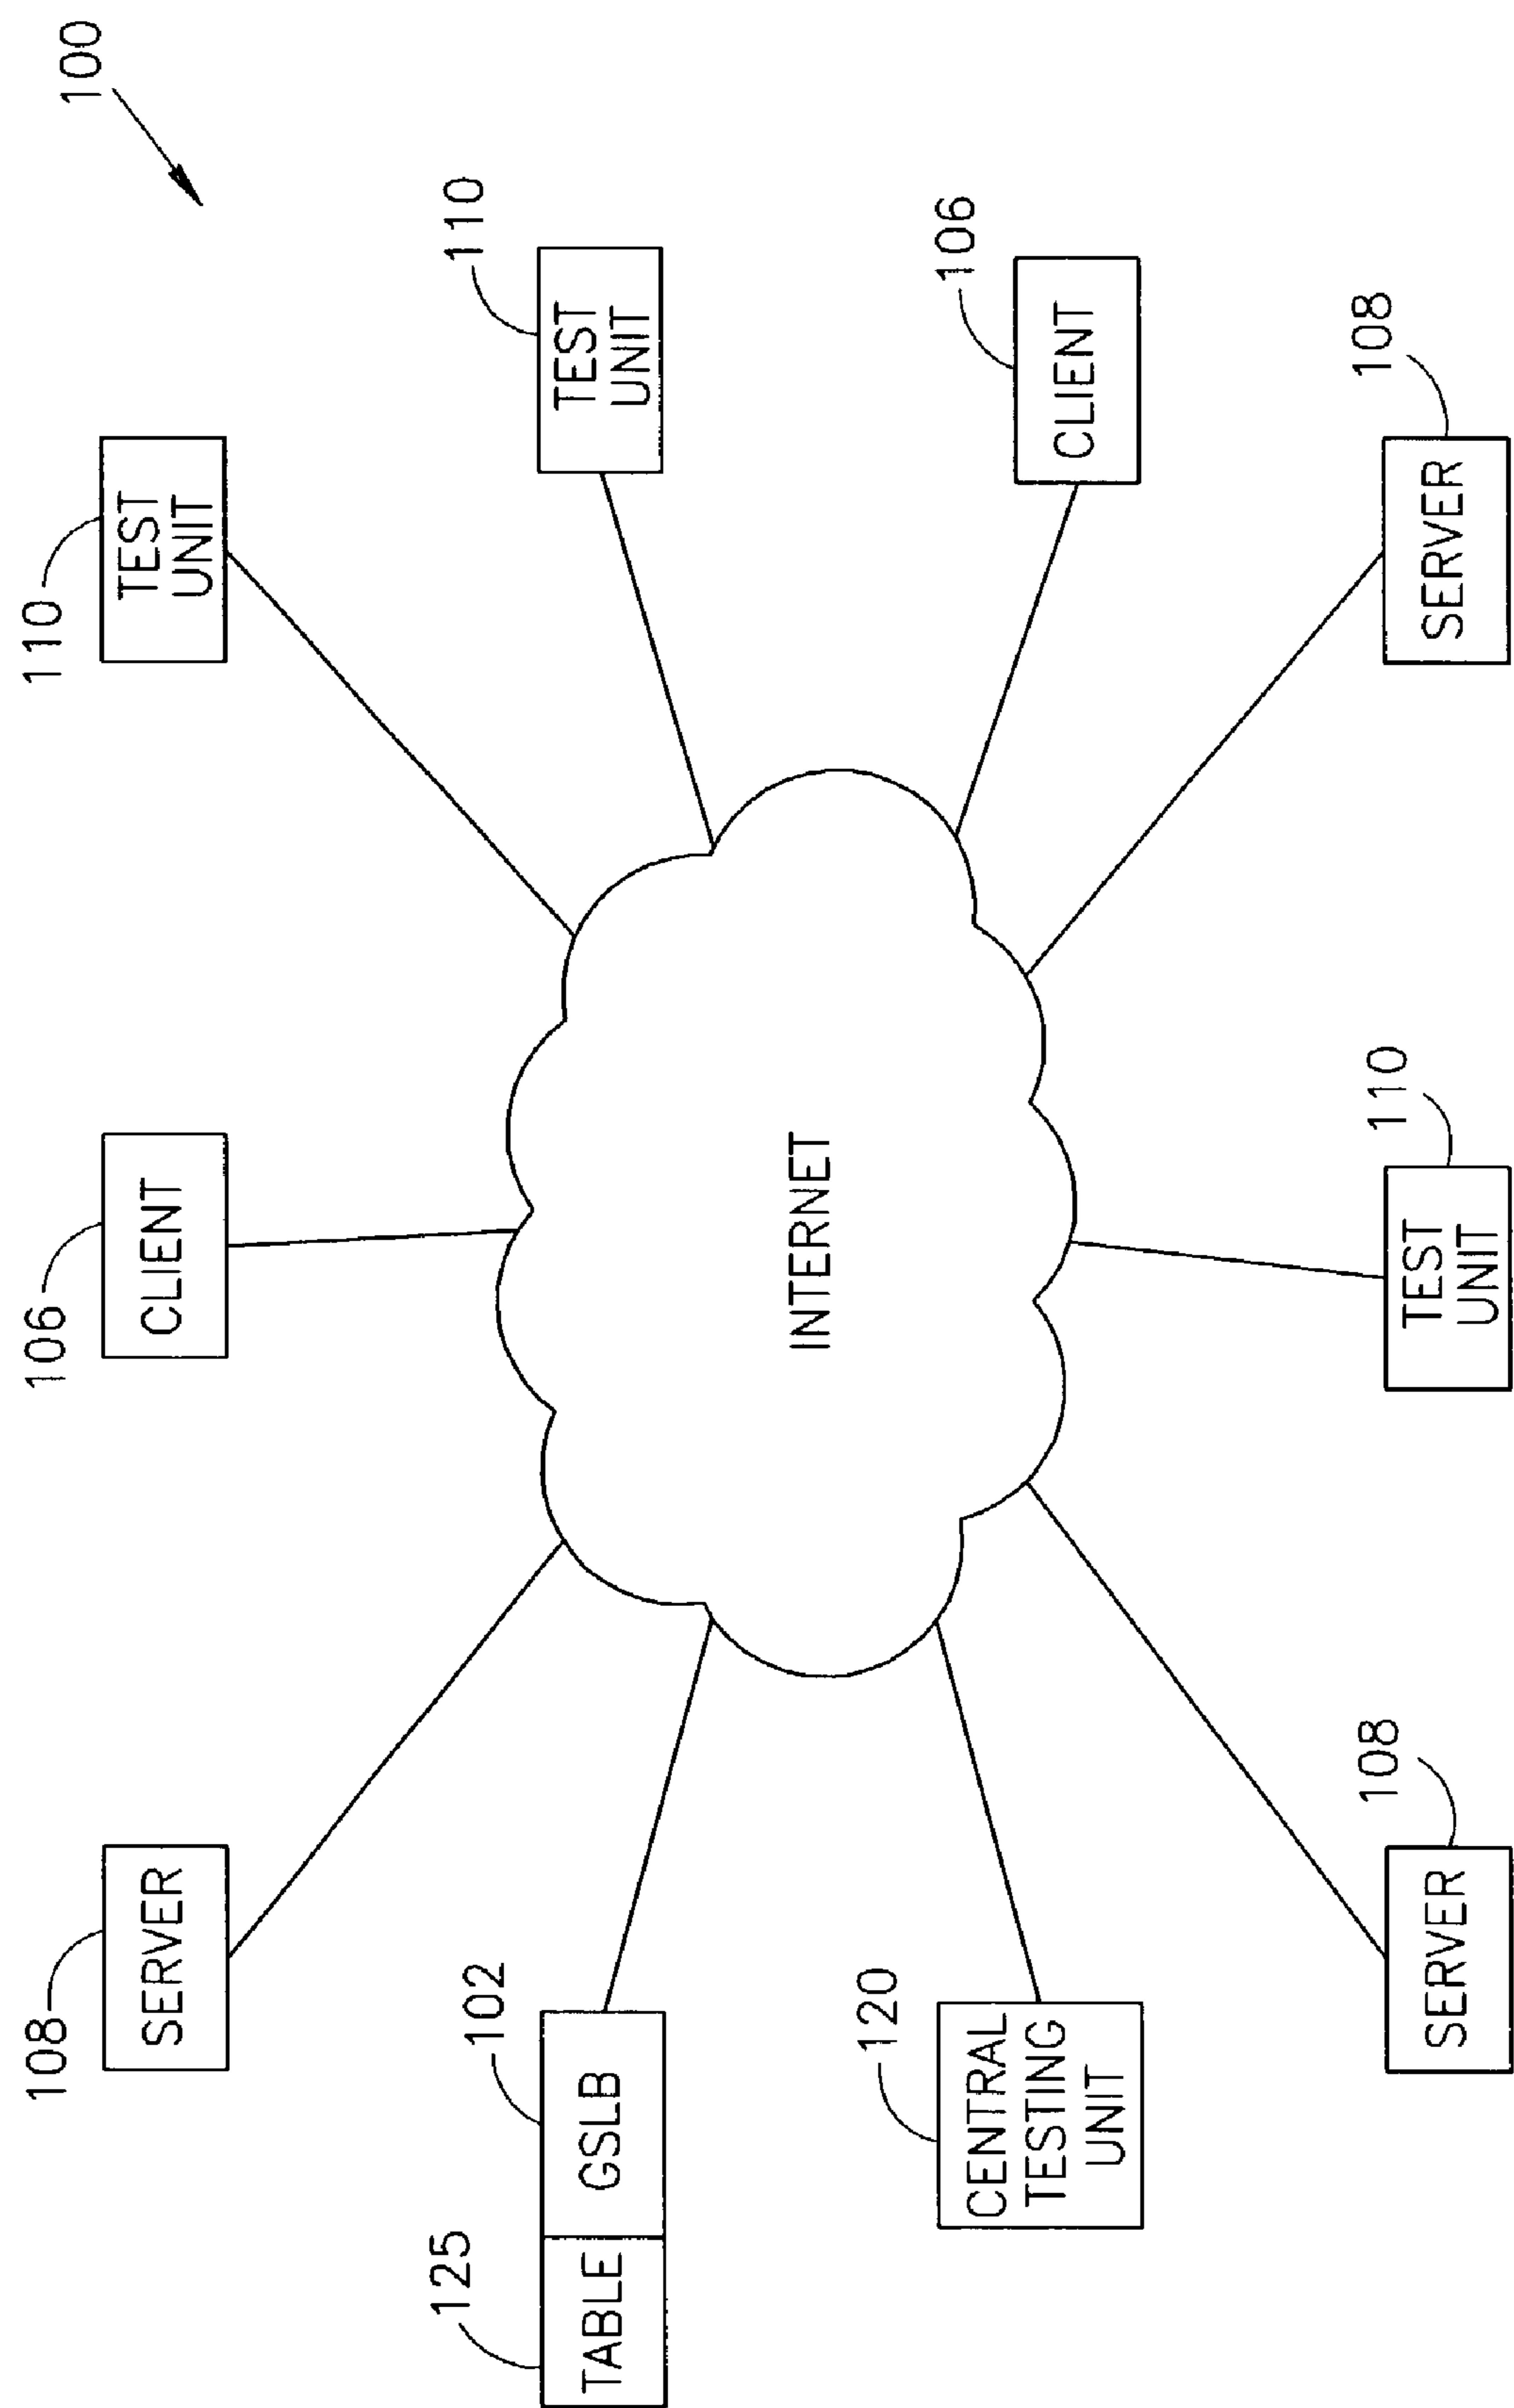 100
110
TEST
UNIT
110
TEST
UNIT
106
CLIENT
106
CLIENT
108
SERVER
108
SERVER
125
TABLE
102
GSLB
INTERNET
120
CENTRAL
TESTING
UNIT
110
TEST
UNIT
108
SERVER